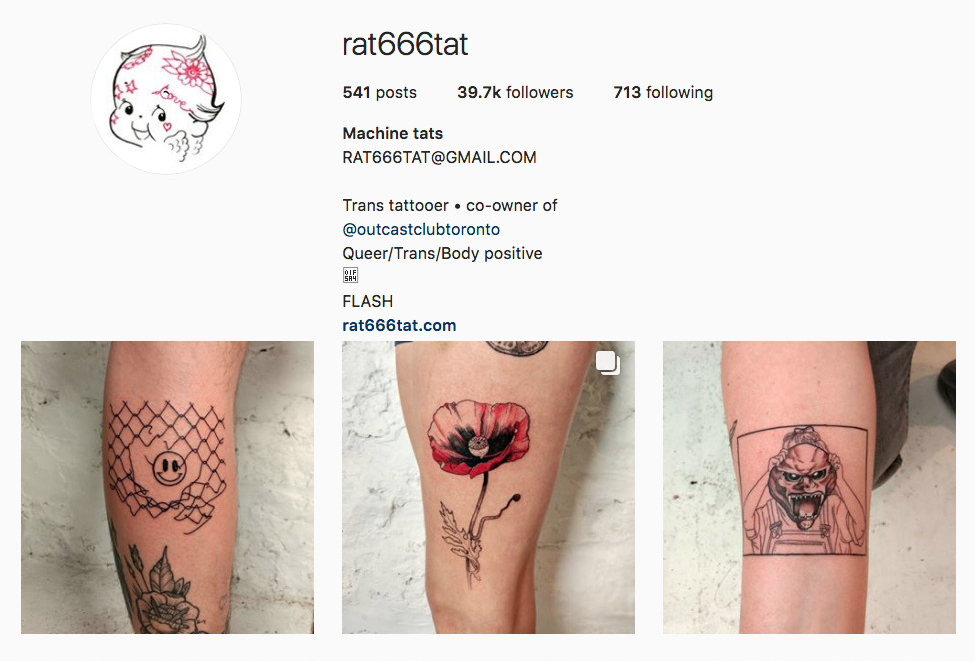 rat666tat
541 posts 39.7k followers 713 following
Machine tats
RAT666TAT@GMAIL.COM
Trans tattooer • co-owner of
@outcastclubtoronto
Queer/Trans/Body positive
FLASH
rat666tat.com
Love